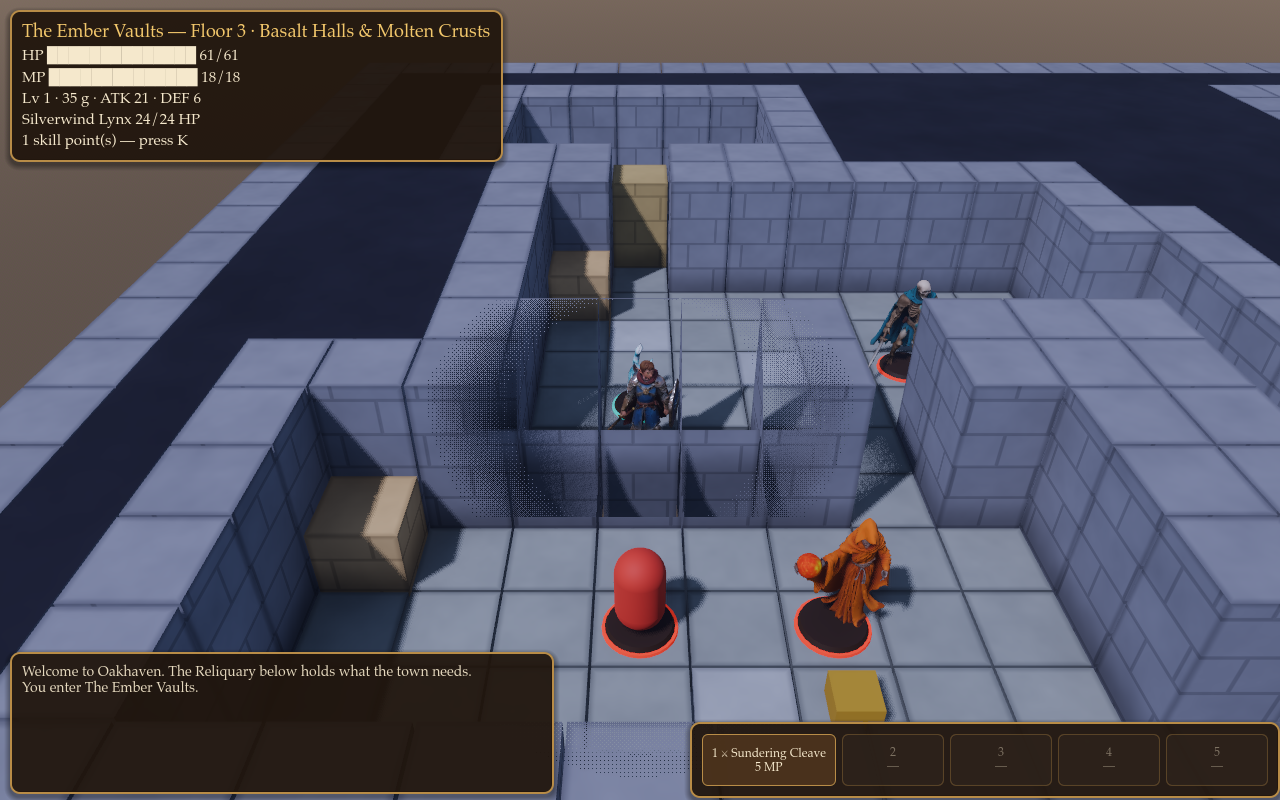 The Ember Vaults — Floor 3 · Basalt Halls & Molten Crusts
HP 61/61
MP 18/18
Lv 1 · 35 g · ATK 21 · DEF 6
Silverwind Lynx 24/24 HP
1 skill point(s) — press K
Welcome to Oakhaven. The Reliquary below holds what the town needs.
You enter The Ember Vaults.
1 ⚔ Sundering Cleave
5 MP
2
—
3
—
4
—
5
—